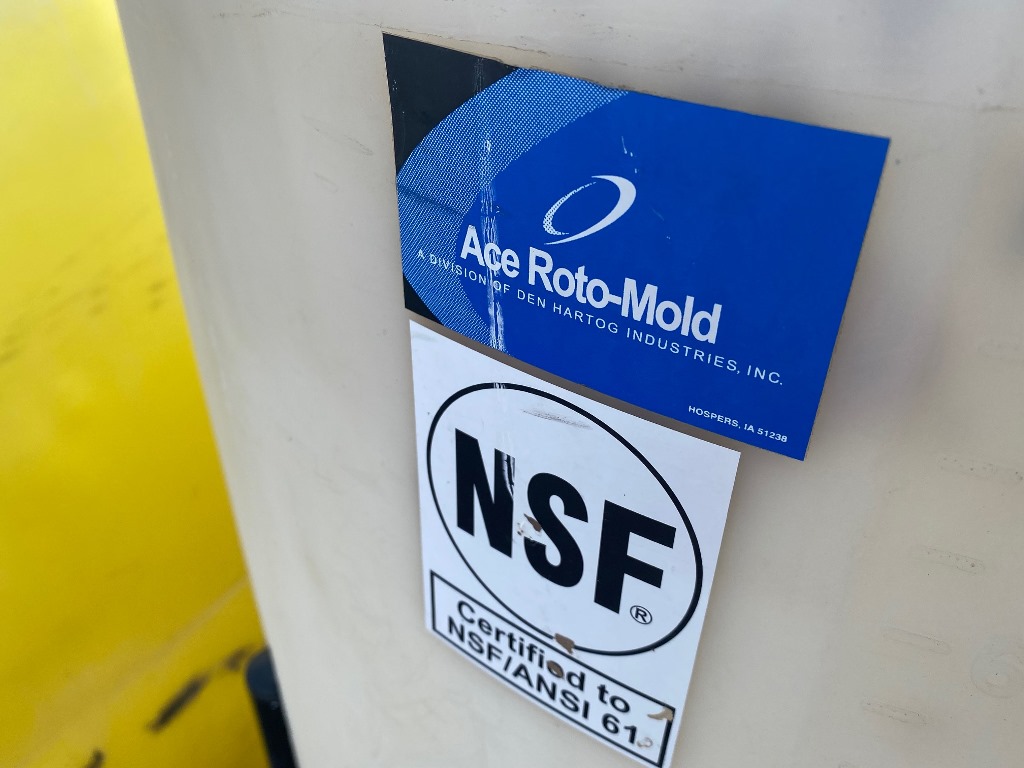 Ace Roto-Mold
A DIVISION OF DEN HARTOG INDUSTRIES, INC.
HOSPERS, IA 51238
NSF®
Certified to
NSF/ANSI 61